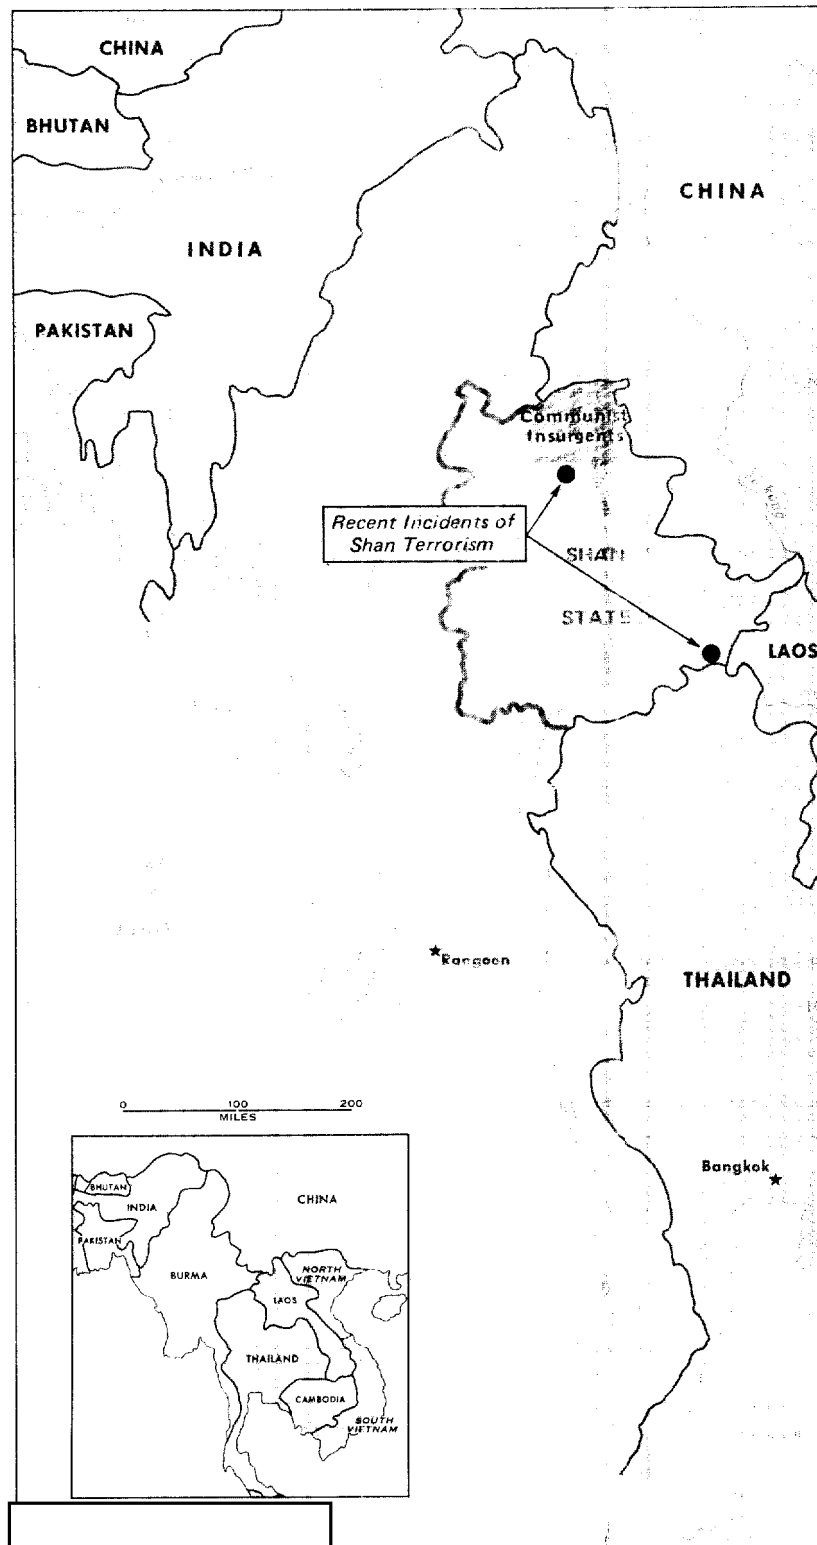 CHINA
BHUTAN
CHINA
INDIA
PAKISTAN
Communist
Insurgents
Recent Incidents of
Shan Terrorism
SHAN
STATE
LAOS
Rangoon
THAILAND
0 100 200
MILES
Bangkok
BHUTAN
INDIA
CHINA
PAKISTAN
BURMA
NORTH
VIETNAM
LAOS
THAILAND
CAMBODIA
SOUTH
VIETNAM